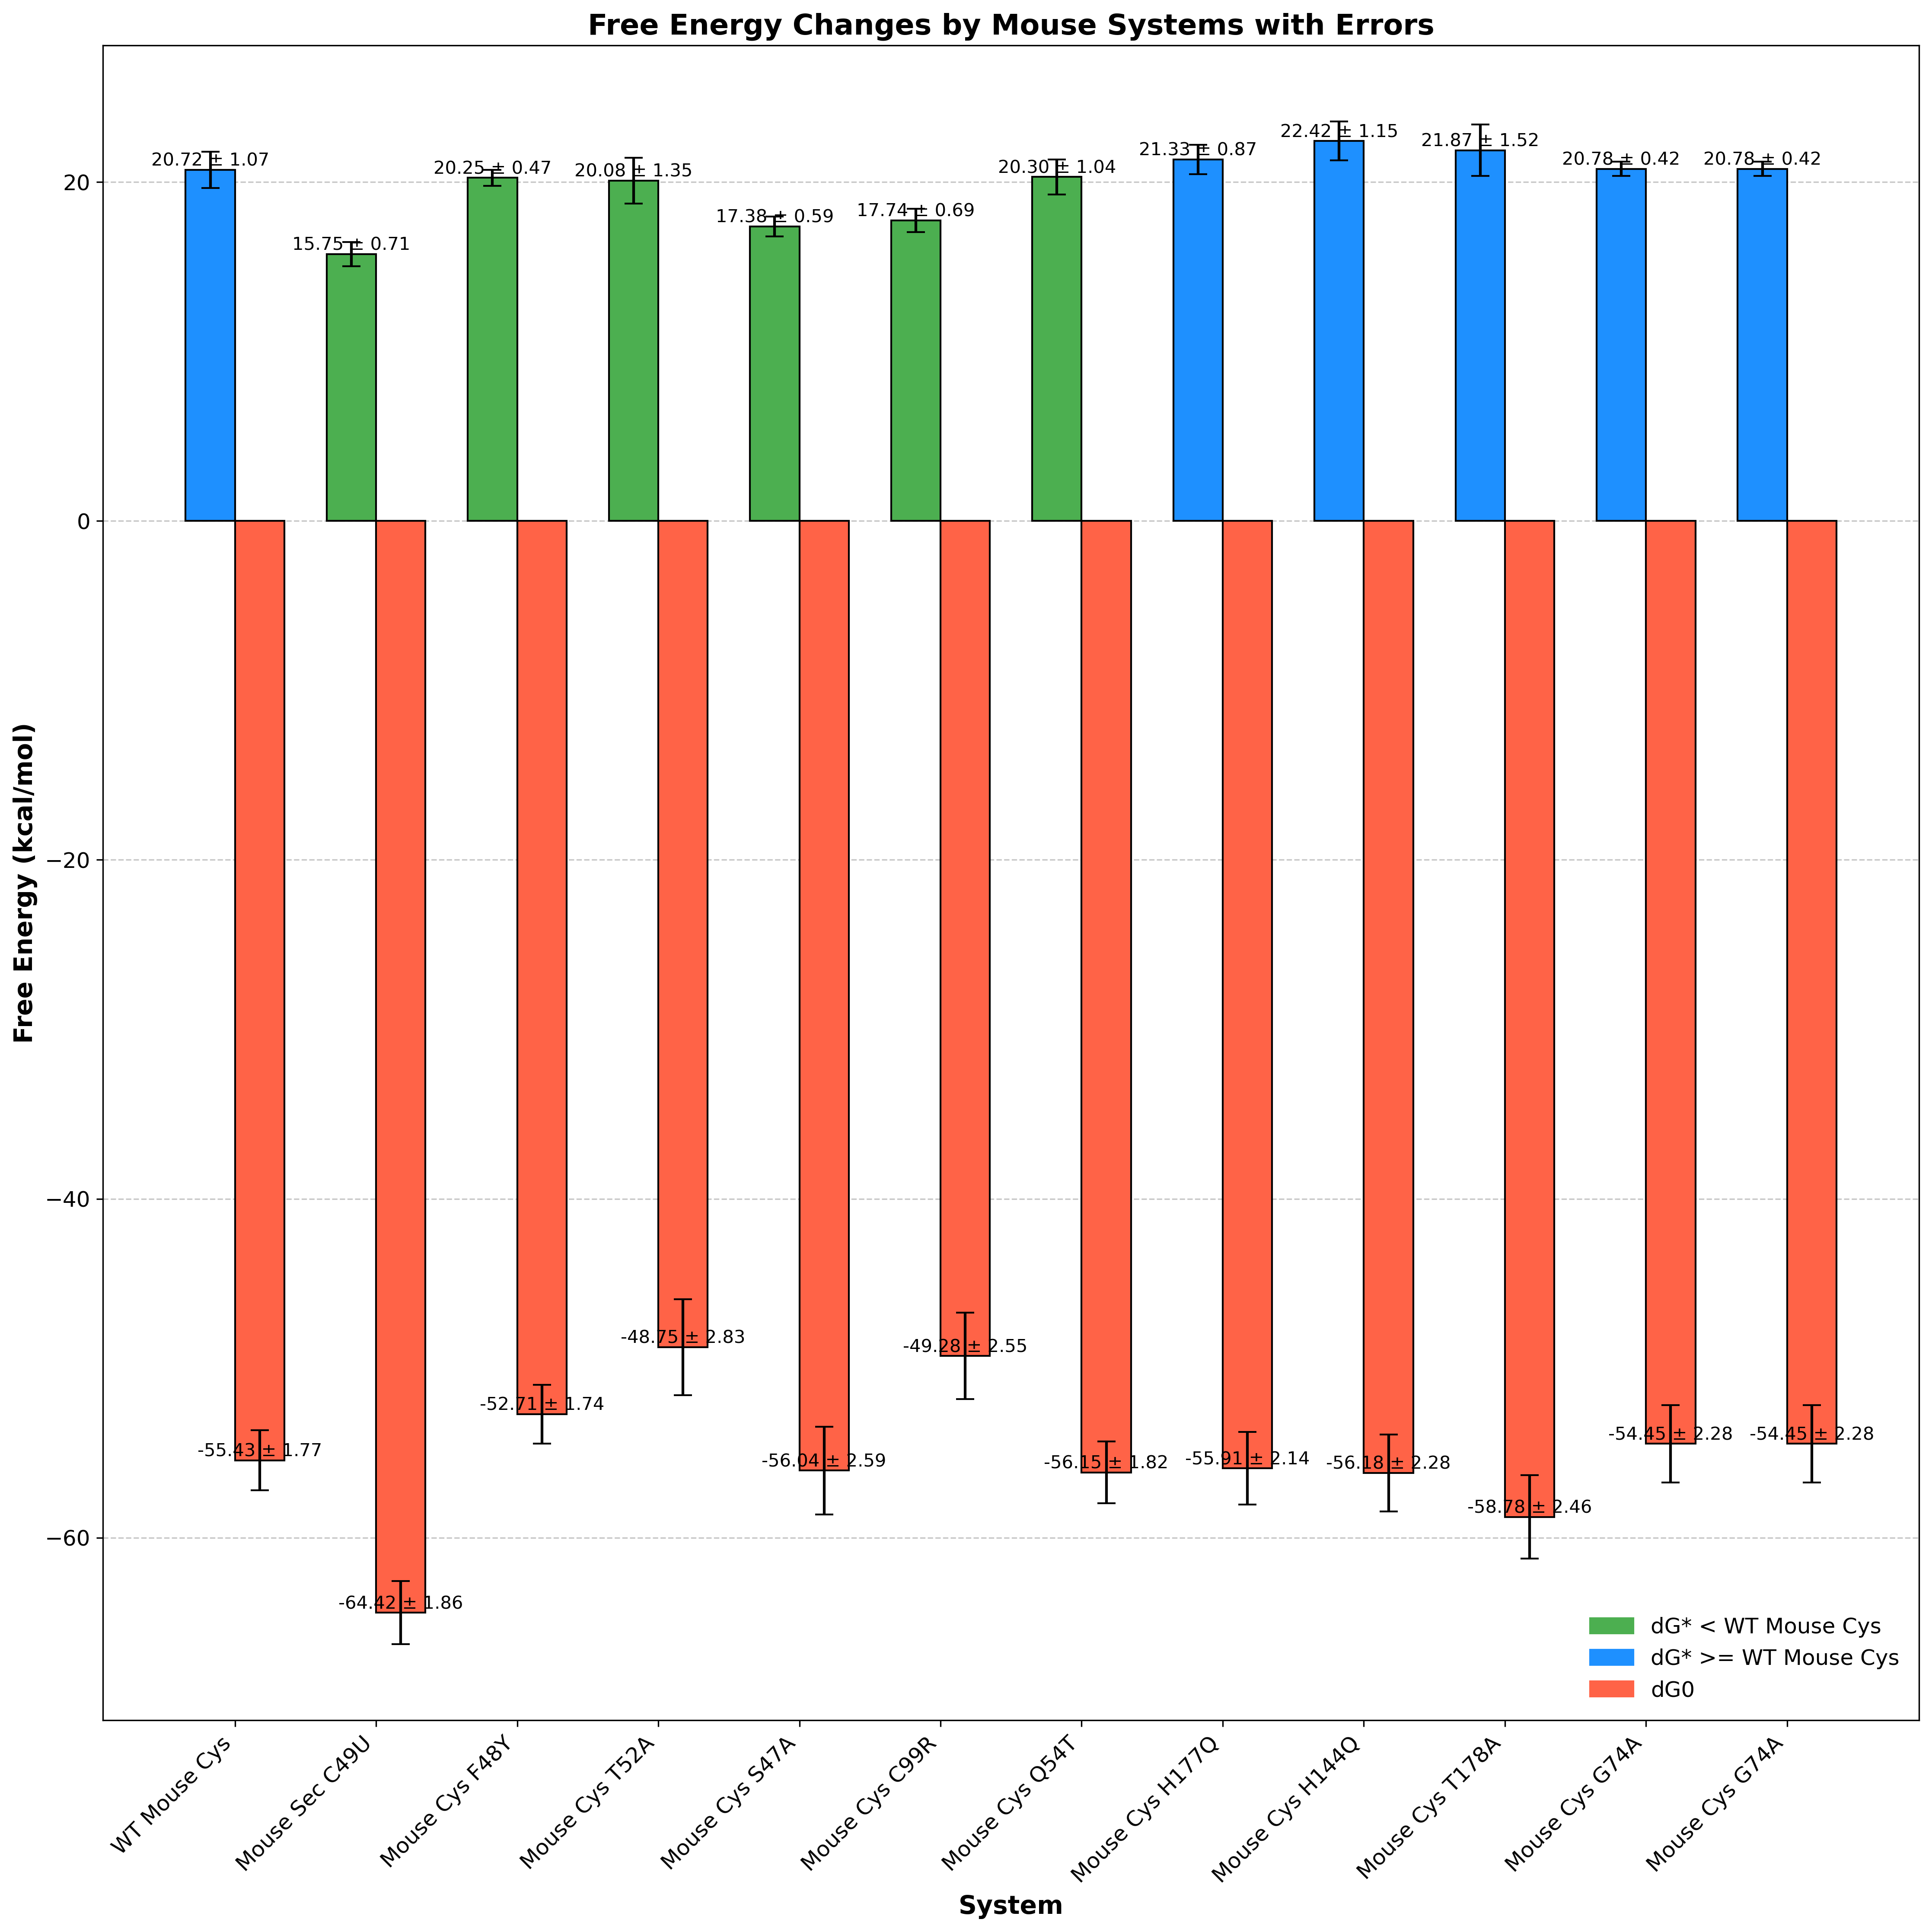 Free Energy Changes by Mouse Systems with Errors
Free Energy (kcal/mol)
20
0
−20
−40
−60
20.72 ± 1.07
15.75 ± 0.71
20.25 ± 0.47
20.08 ± 1.35
17.38 ± 0.59
17.74 ± 0.69
20.30 ± 1.04
21.33 ± 0.87
22.42 ± 1.15
21.87 ± 1.52
20.78 ± 0.42
20.78 ± 0.42
-55.43 ± 1.77
-64.42 ± 1.86
-52.71 ± 1.74
-48.75 ± 2.83
-56.04 ± 2.59
-49.28 ± 2.55
-56.15 ± 1.82
-55.91 ± 2.14
-56.18 ± 2.28
-58.78 ± 2.46
-54.45 ± 2.28
-54.45 ± 2.28
dG* < WT Mouse Cys
dG* >= WT Mouse Cys
dG0
WT Mouse Cys
Mouse Sec C49U
Mouse Cys F48Y
Mouse Cys T52A
Mouse Cys S47A
Mouse Cys C99R
Mouse Cys Q54T
Mouse Cys H177Q
Mouse Cys H144Q
Mouse Cys T178A
Mouse Cys G74A
Mouse Cys G74A
System